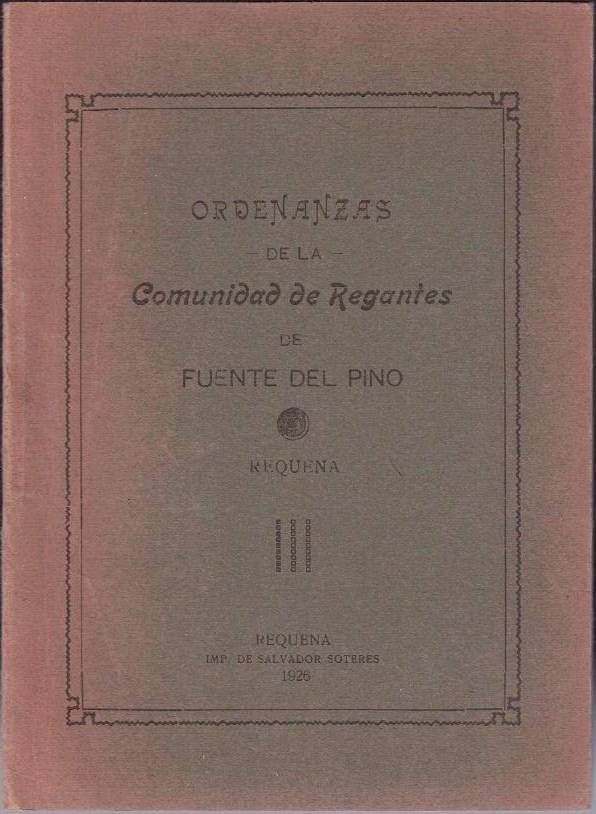 ORDENANZAS
— DE LA —
Comunidad de Regantes
DE
FUENTE DEL PINO
REQUENA
REQUENA
IMP. DE SALVADOR SOTERES
1926